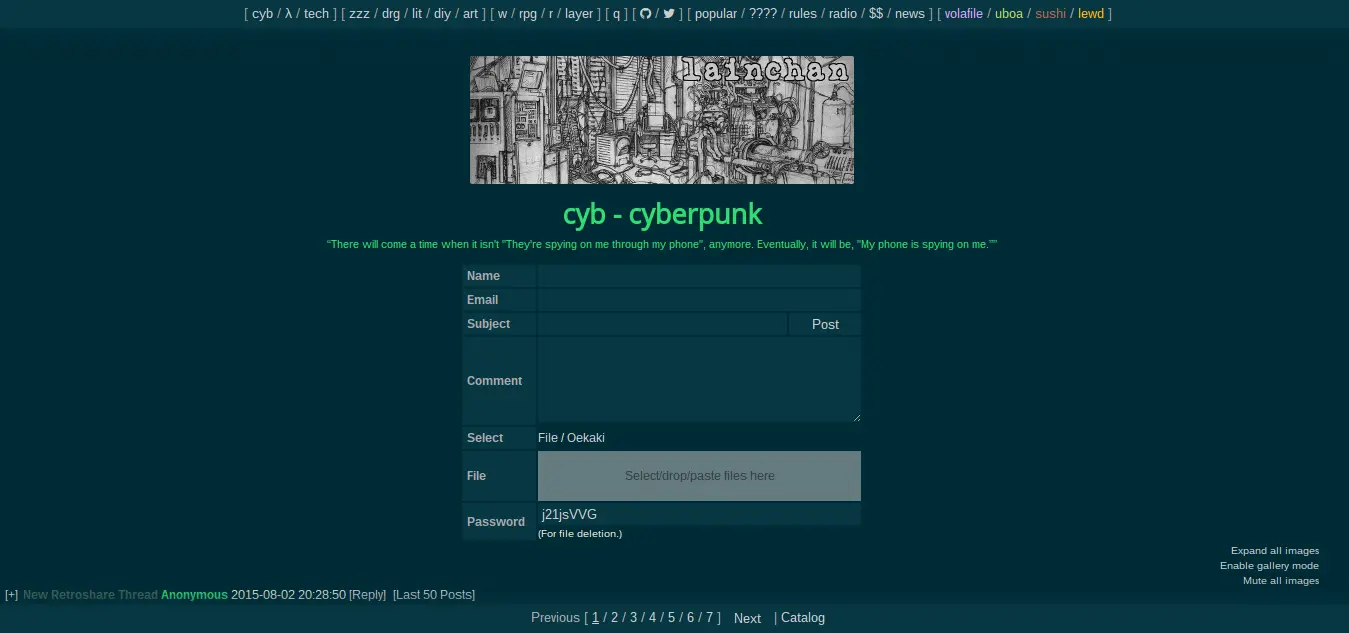 [ cyb / λ / tech ] [ zzz / drg / lit / diy / art ] [ w / rpg / r / layer ] [ q ] [ / ] [ popular / ???? / rules / radio / $$ / news ] [ volafile / uboa / sushi / lewd ]
lainchan
cyb - cyberpunk
“There will come a time when it isn't "They're spying on me through my phone", anymore. Eventually, it will be, "My phone is spying on me."”
Name
Email
Subject Post
Comment
Select File / Oekaki
File Select/drop/paste files here
Password j21jsVVG
(For file deletion.)
Expand all images
Enable gallery mode
Mute all images
[+] New Retroshare Thread Anonymous 2015-08-02 20:28:50 [Reply] [Last 50 Posts]
Previous [ 1 / 2 / 3 / 4 / 5 / 6 / 7 ] Next | Catalog